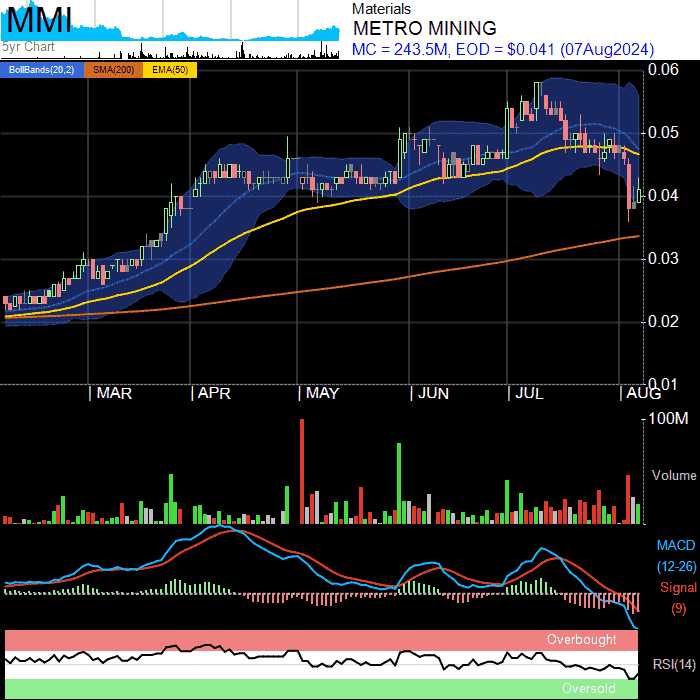 MMI
5yr Chart
Materials
METRO MINING
MC = 243.5M, EOD = $0.041 (07Aug2024)
BollBands(20,2) SMA(200) EMA(50)
0.06
0.05
0.04
0.03
0.02
0.01
MAR APR MAY JUN JUL AUG
100M
Volume
MACD
(12-26)
Signal
(9)
Overbought
RSI(14)
Oversold